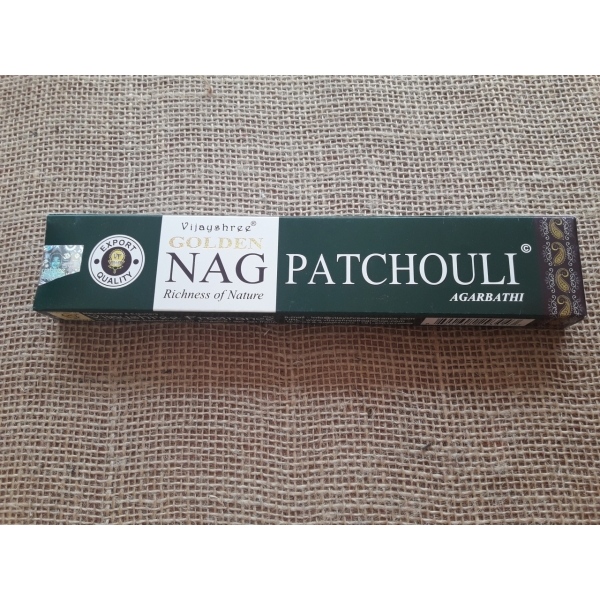 EXPORT
QUALITY
Vijayshree®
GOLDEN
NAG
Richness of Nature
PATCHOULI©
AGARBATHI